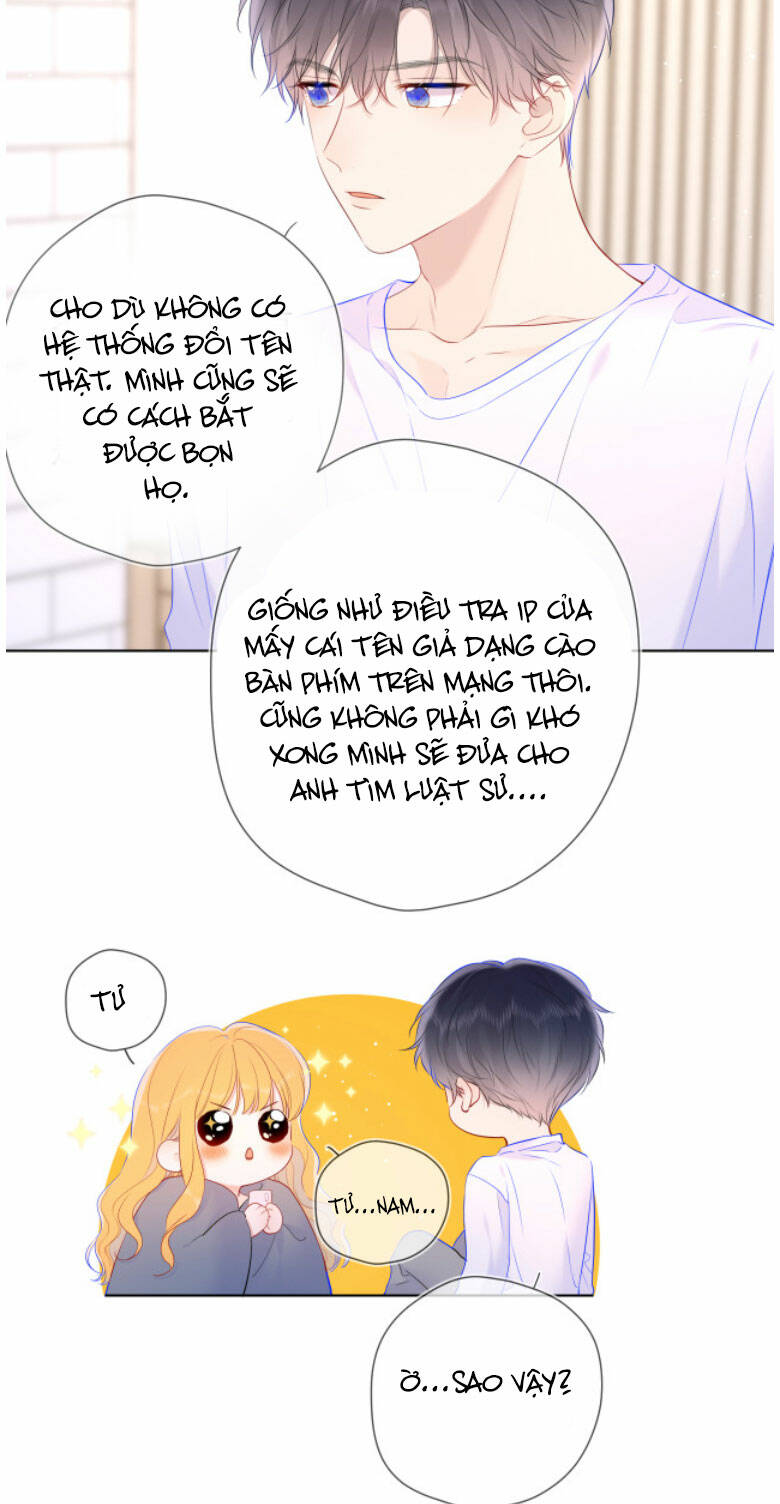 CHO DÙ KHÔNG CÓ
HỆ THỐNG ĐỔI TÊN
THẬT. MÌNH CŨNG SẼ
CÓ CÁCH BẮT
ĐƯỢC BỌN
HỌ.
GIỐNG NHƯ ĐIỀU TRA IP CỦA
MẤY CÁI TÊN GIẢ DẠNG CÀO
BÀN PHÍM TRÊN MẠNG THÔI.
CŨNG KHÔNG PHẢI GÌ KHÓ
XONG MÌNH SẼ ĐƯA CHO
ANH TÌM LUẬT SƯ....
TƯ
TƯ...NAM...
Ờ...SAO VẬY?